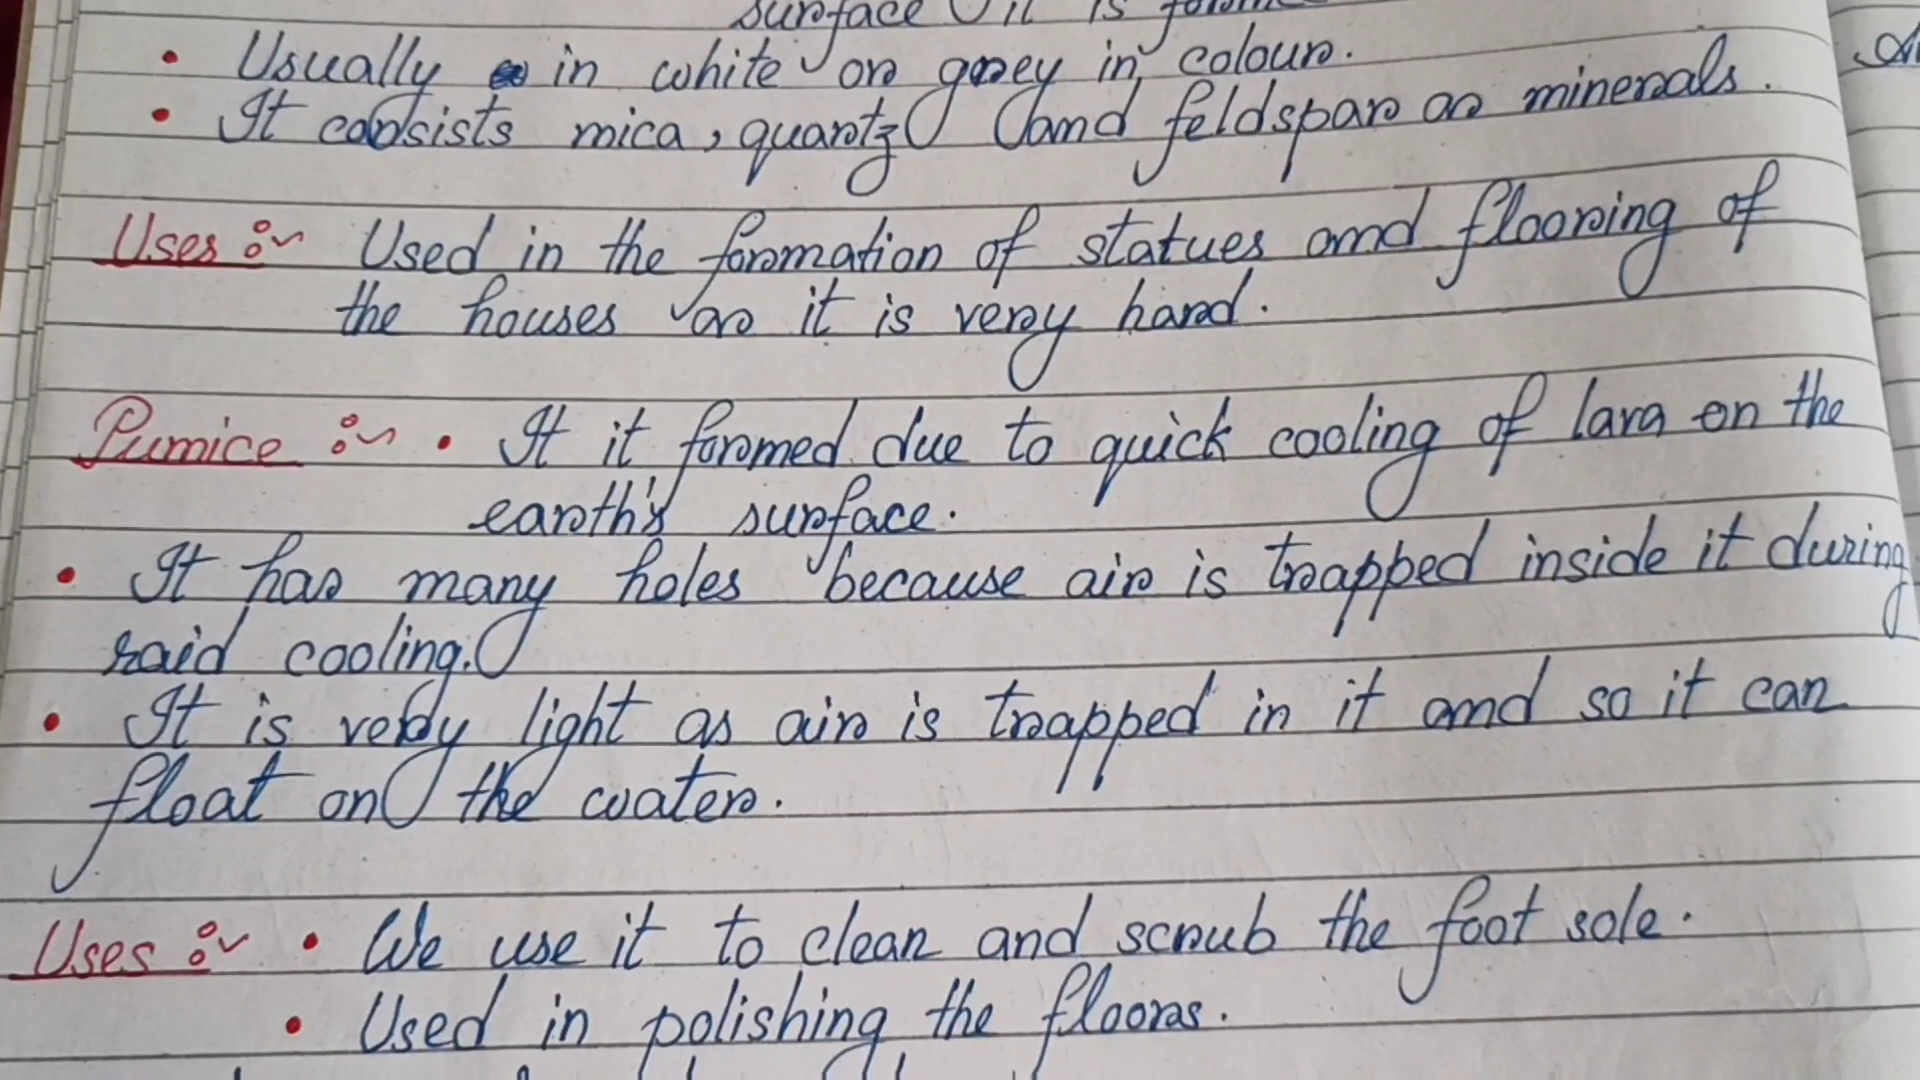 surface it is
• Usually in white or grey in colour.
• It consists mica, quartz and feldspar as minerals.
Uses :~ Used in the formation of statues and flooring of
the houses as it is very hard.
Pumice :~ • It it formed due to quick cooling of lava on the
earth's surface.
• It has many holes because air is trapped inside it during
raid cooling.
• It is very light as air is trapped in it and so it can
float on the water.
Uses :~ • We use it to clean and scrub the foot sole.
• Used in polishing the floors.